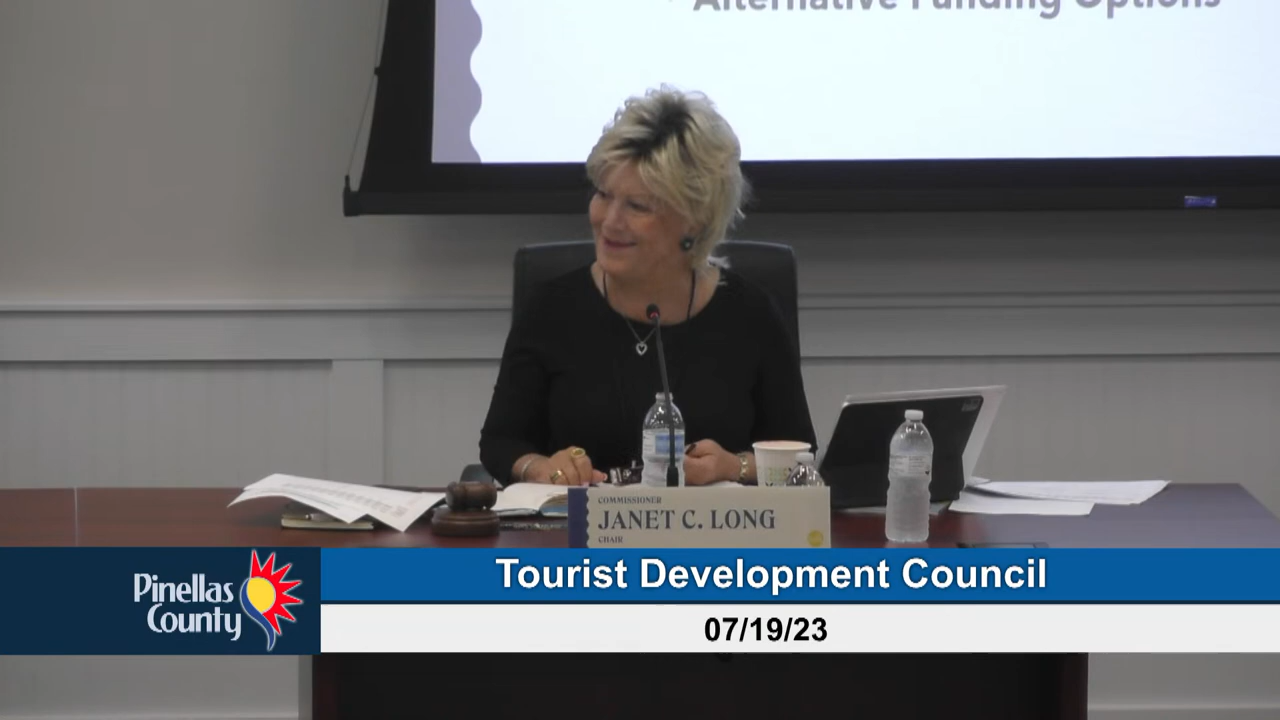 Alternative Funding Options
COMMISSIONER
JANET C. LONG
CHAIR
Pinellas
County
Tourist Development Council
07/19/23